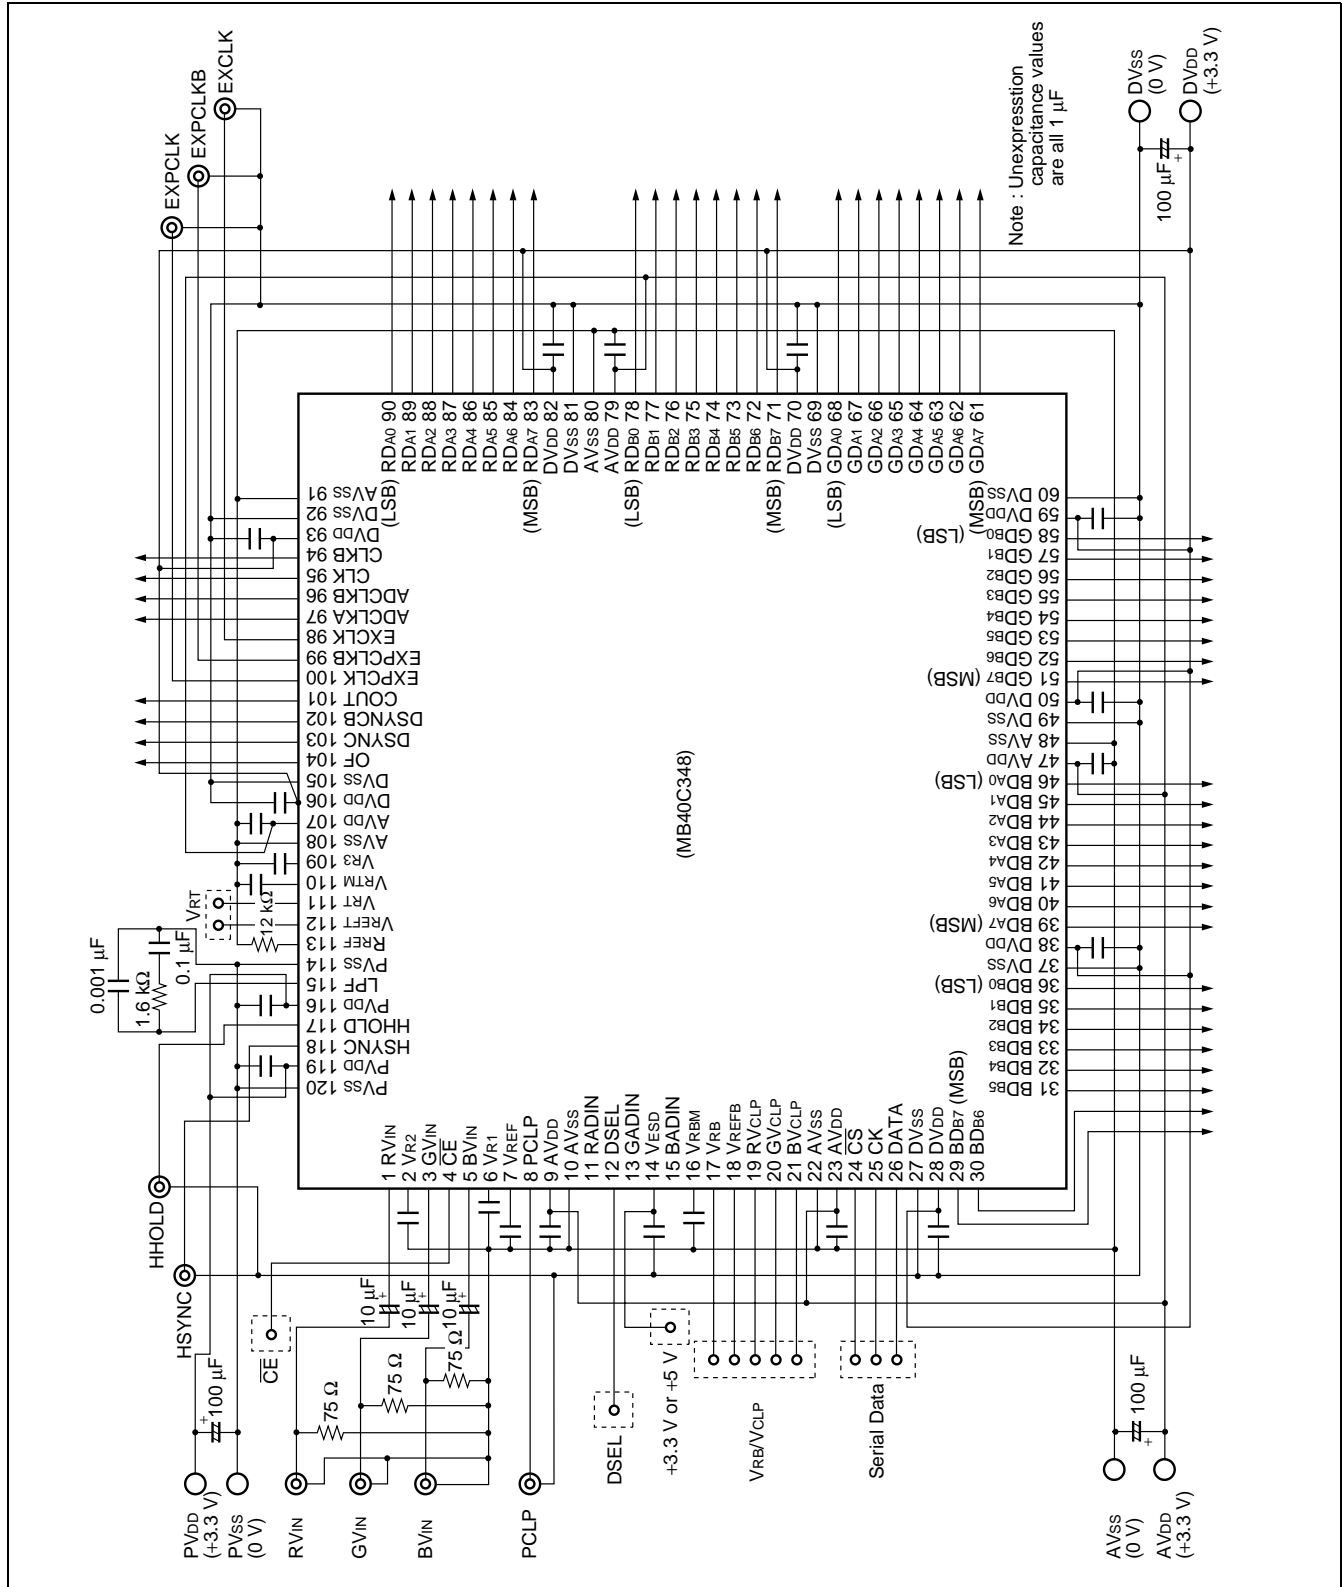 EXPCLK
EXPCLKB
EXCLK
Note : Unexpresstion
capacitance values
are all 1 µF
DVSS
(0 V)
DVDD
(+3.3 V)
100 µF
+
(LSB) RDA0 90
RDA1 89
RDA2 88
RDA3 87
RDA4 86
RDA5 85
RDA6 84
(MSB) RDA7 83
DVDD 82
DVSS 81
AVSS 80
AVDD 79
(LSB) RDB0 78
RDB1 77
RDB2 76
RDB3 75
RDB4 74
RDB5 73
RDB6 72
(MSB) RDB7 71
DVDD 70
DVSS 69
(LSB) GDA0 68
GDA1 67
GDA2 66
GDA3 65
GDA4 64
GDA5 63
GDA6 62
(MSB) GDA7 61
91 AVSS
92 DVSS
93 DVDD
94 CLKB
95 CLK
96 ADCLKB
97 ADCLKA
98 EXCLK
99 EXPCLKB
100 EXPCLK
101 COUT
102 DSYNCB
103 DSYNC
104 OF
105 DVSS
106 DVDD
107 AVDD
108 AVSS
109 VR3
110 VRTM
111 VRT
112 VREFT
113 RREF
114 PVSS
115 LPF
116 PVDD
117 HHOLD
118 HSYNC
119 PVDD
120 PVSS
VRT
12 kΩ
0.001 µF
1.6 kΩ
0.1 µF
(MB40C348)
60 DVSS
59 DVDD
58 GDB0 (LSB)
57 GDB1
56 GDB2
55 GDB3
54 GDB4
53 GDB5
52 GDB6
51 GDB7 (MSB)
50 DVDD
49 DVSS
48 AVSS
47 AVDD
46 BDA0 (LSB)
45 BDA1
44 BDA2
43 BDA3
42 BDA4
41 BDA5
40 BDA6
39 BDA7 (MSB)
38 DVDD
37 DVSS
36 BDB0 (LSB)
35 BDB1
34 BDB2
33 BDB3
32 BDB4
31 BDB5
1 RVIN
2 VR2
3 GVIN
4 CE
5 BVIN
6 VR1
7 VREF
8 PCLP
9 AVDD
10 AVSS
11 RADIN
12 DSEL
13 GADIN
14 VESD
15 BADIN
16 VRBM
17 VRB
18 VREFB
19 RVCLP
20 GVCLP
21 BVCLP
22 AVSS
23 AVDD
24 CS
25 CK
26 DATA
27 DVSS
28 DVDD
29 BDB7 (MSB)
30 BDB6
HHOLD
HSYNC
CE
10 µF
+
10 µF
+
10 µF
+
75 Ω
75 Ω
75 Ω
+
100 µF
PVDD
(+3.3 V)
PVSS
(0 V)
RVIN
GVIN
BVIN
PCLP
DSEL
+3.3 V or +5 V
VRB/VCLP
Serial Data
100 µF
+
AVSS
(0 V)
AVDD
(+3.3 V)